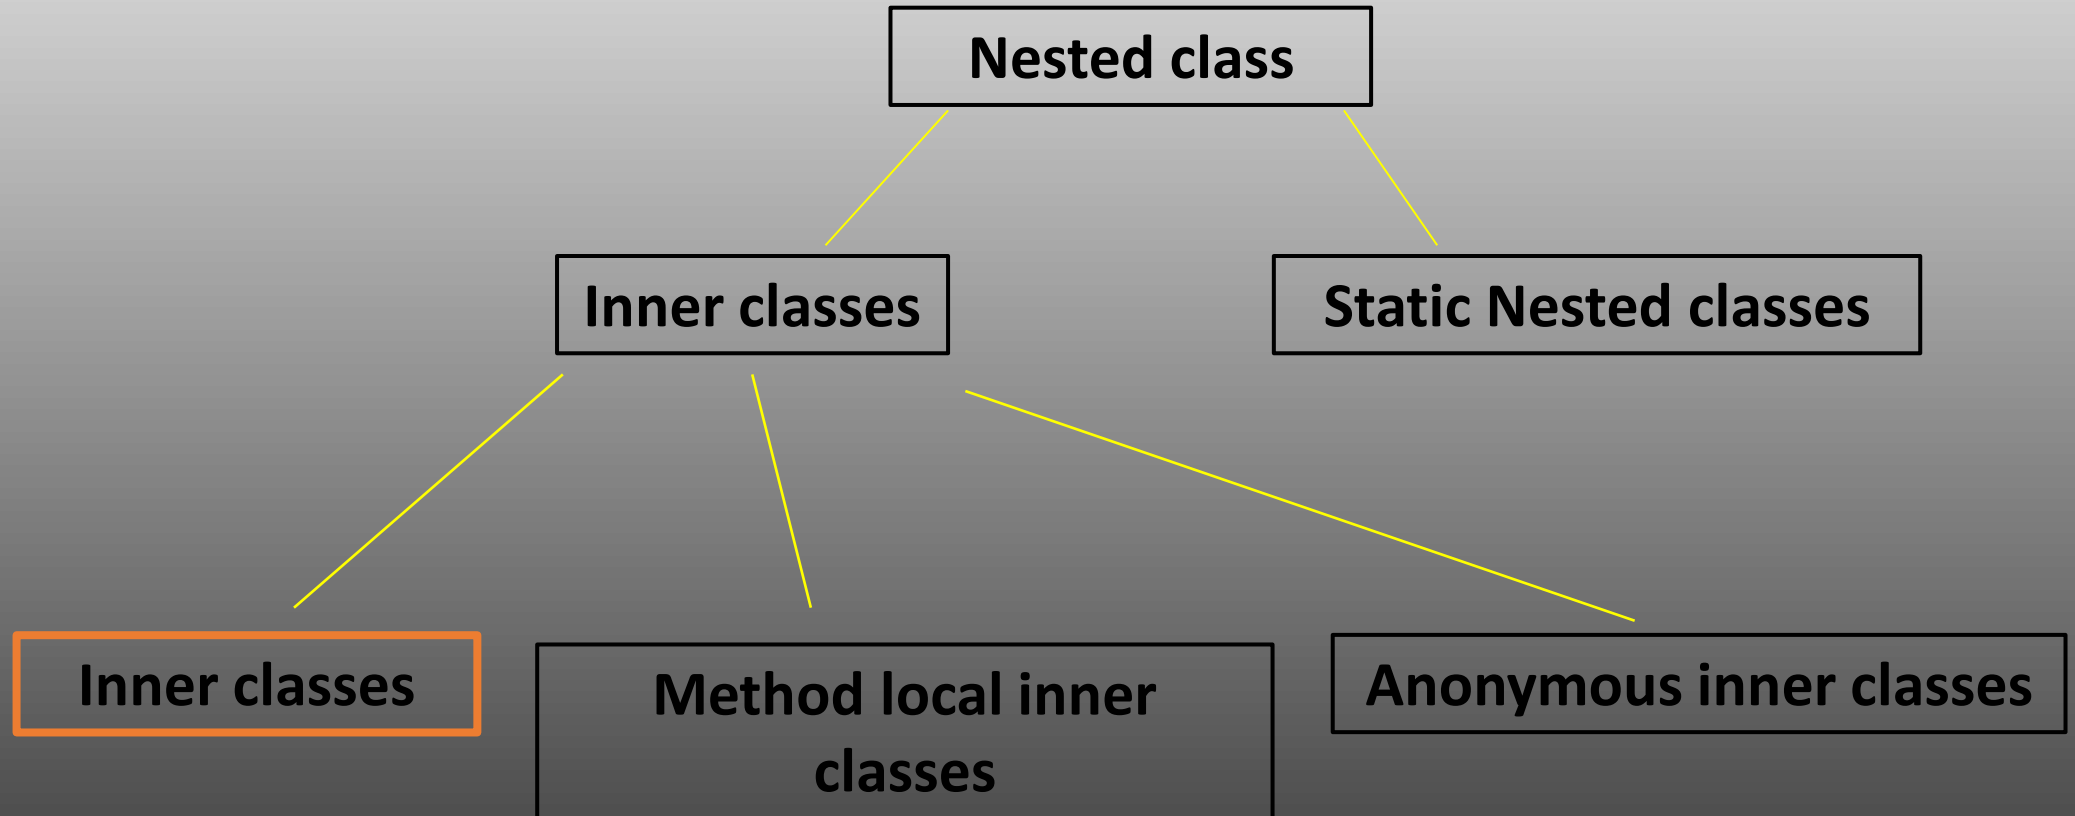 Nested class
Inner classes
Static Nested classes
Inner classes
Method local inner
classes
Anonymous inner classes